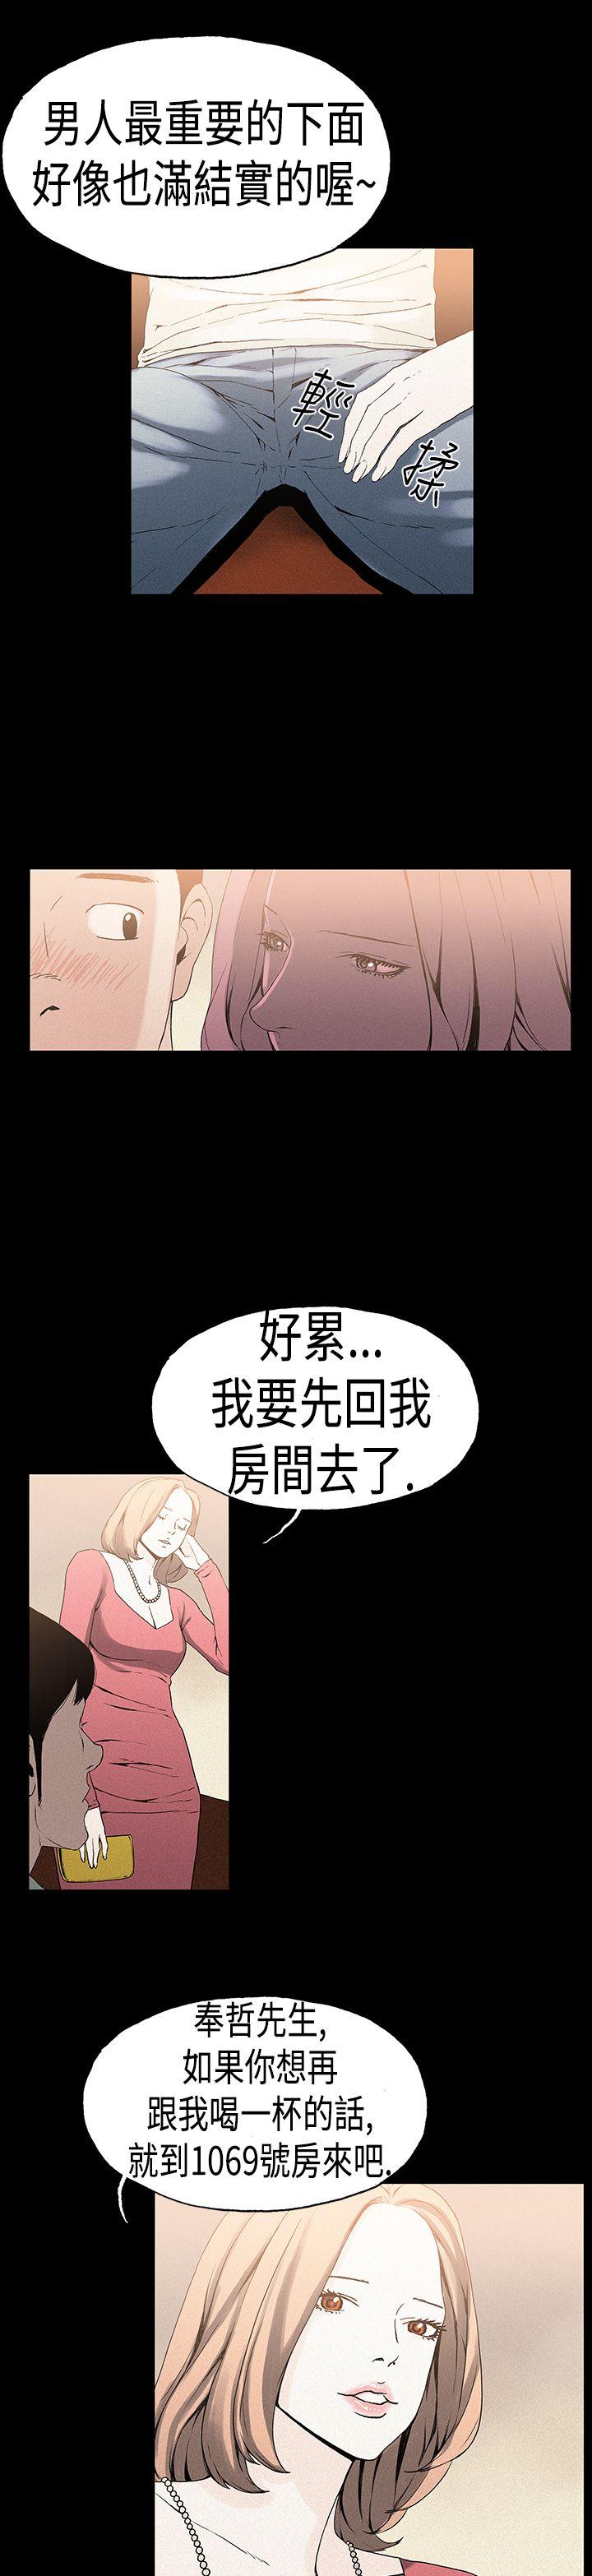 男人最重要的下面
好像也滿結實的喔~
輕
揉
好累...
我要先回我
房間去了.
奉哲先生,
如果你想再
跟我喝一杯的話,
就到1069號房來吧.